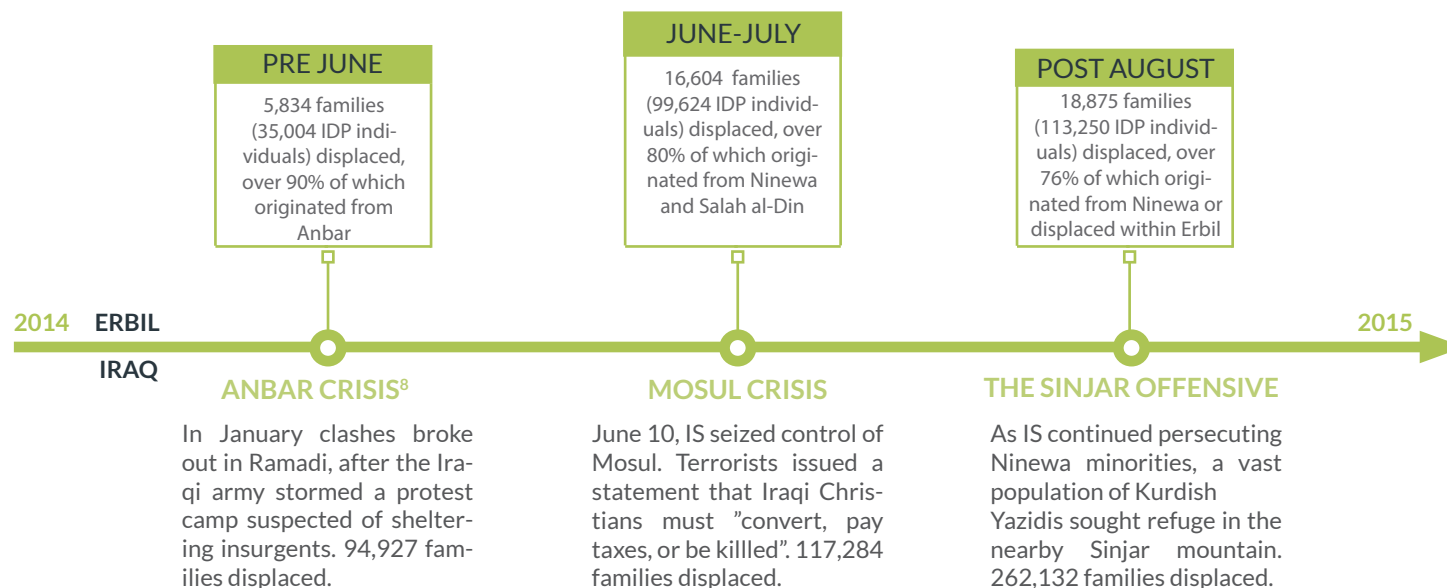 PRE JUNE
5,834 families
(35,004 IDP indi-
viduals) displaced,
over 90% of which
originated from
Anbar
JUNE-JULY
16,604 families
(99,624 IDP individ-
uals) displaced, over
80% of which origi-
nated from Ninewa
and Salah al-Din
POST AUGUST
18,875 families
(113,250 IDP individ-
uals) displaced, over
76% of which origi-
nated from Ninewa or
displaced within Erbil
2014 ERBIL
2015
IRAQ
ANBAR CRISIS⁸
In January clashes broke
out in Ramadi, after the Ira-
qi army stormed a protest
camp suspected of shelter-
ing insurgents. 94,927 fam-
ilies displaced.
MOSUL CRISIS
June 10, IS seized control of
Mosul. Terrorists issued a
statement that Iraqi Chris-
tians must ”convert, pay
taxes, or be killled”. 117,284
families displaced.
THE SINJAR OFFENSIVE
As IS continued persecuting
Ninewa minorities, a vast
population of Kurdish
Yazidis sought refuge in the
nearby Sinjar mountain.
262,132 families displaced.